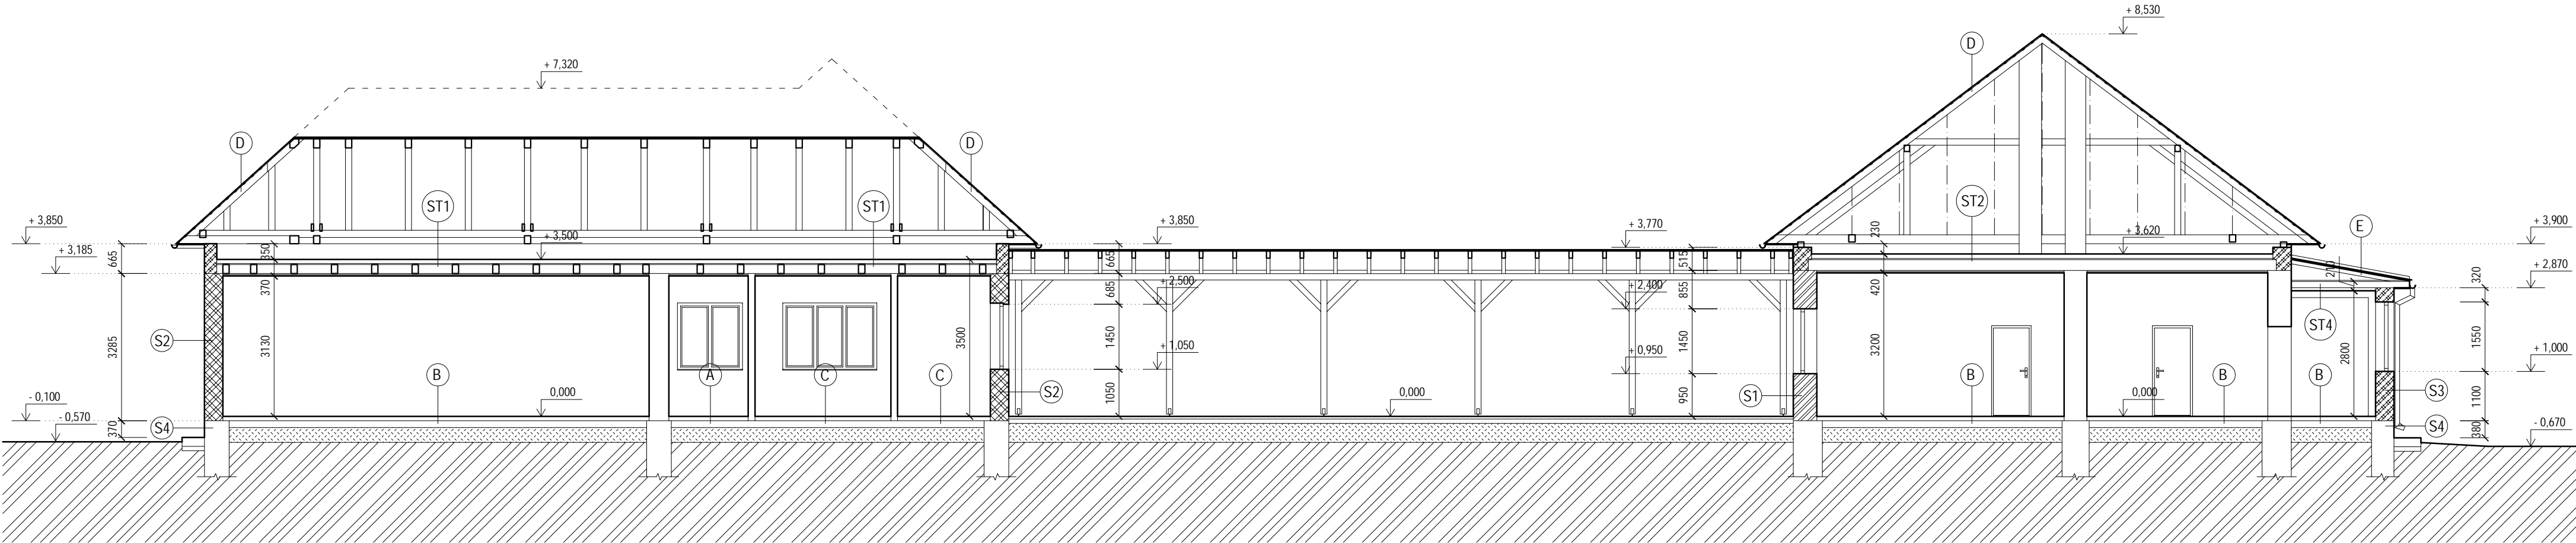 + 8,530
D
+ 7,320
D
D
ST1
ST1
ST2
+ 3,850
+ 3,185
665
350
+ 3,500
+ 3,850
665
+ 3,770
515
230
+ 3,620
E
+ 3,900
+ 2,870
370
685
+ 2,500
+ 2,400
855
420
320
ST4
S2
3285
3130
3500
1450
+ 1,050
+ 0,950
1450
3200
2800
1550
+ 1,000
B
A
C
C
S2
1050
S1
950
B
B
B
S3
1100
- 0,100
- 0,570
370
S4
0,000
0,000
0,000
S4
380
- 0,670